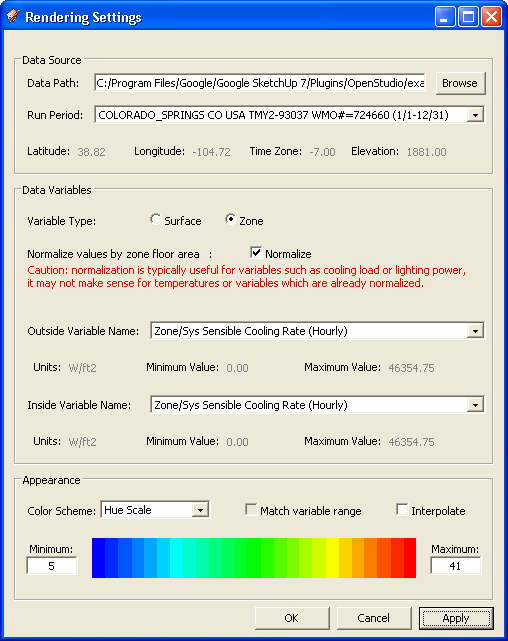 Rendering Settings
Data Source
Data Path: C:/Program Files/Google/Google SketchUp 7/Plugins/OpenStudio/exa Browse
Run Period: COLORADO_SPRINGS CO USA TMY2-93037 WMO#=724660 (1/1-12/31)
Latitude: 38.82 Longitude: -104.72 Time Zone: -7.00 Elevation: 1881.00
Data Variables
Variable Type: Surface Zone
Normalize values by zone floor area : Normalize
Caution: normalization is typically useful for variables such as cooling load or lighting power,
it may not make sense for temperatures or variables which are already normalized.
Outside Variable Name: Zone/Sys Sensible Cooling Rate (Hourly)
Units: W/ft2 Minimum Value: 0.00 Maximum Value: 46354.75
Inside Variable Name: Zone/Sys Sensible Cooling Rate (Hourly)
Units: W/ft2 Minimum Value: 0.00 Maximum Value: 46354.75
Appearance
Color Scheme: Hue Scale Match variable range Interpolate
Minimum: Maximum:
5 41
OK Cancel Apply